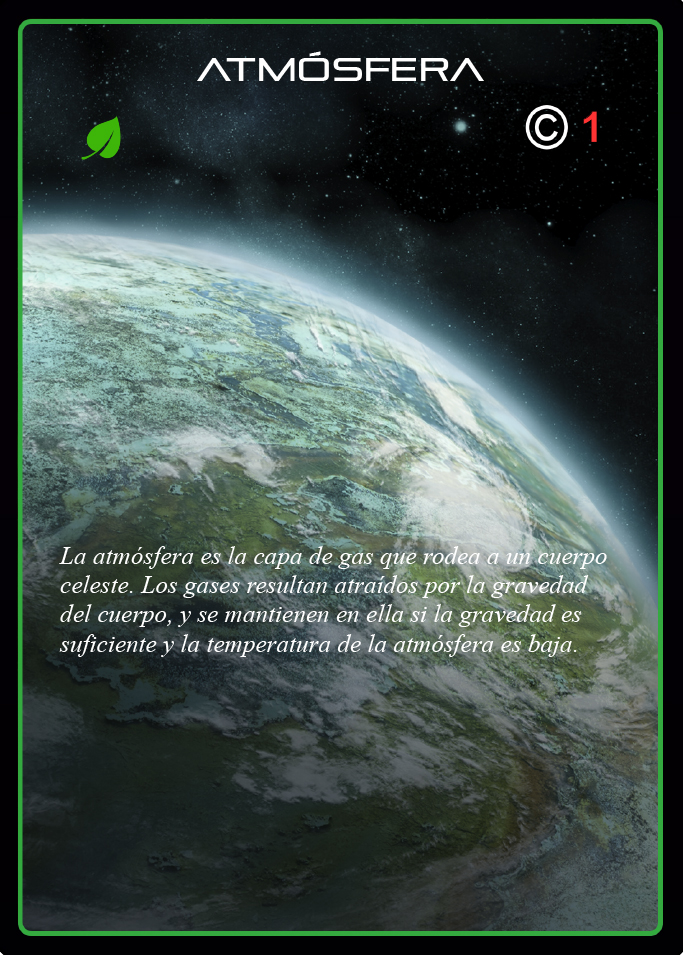 ATMÓSFERA
© 1
La atmósfera es la capa de gas que rodea a un cuerpo
celeste. Los gases resultan atraídos por la gravedad
del cuerpo, y se mantienen en ella si la gravedad es
suficiente y la temperatura de la atmósfera es baja.